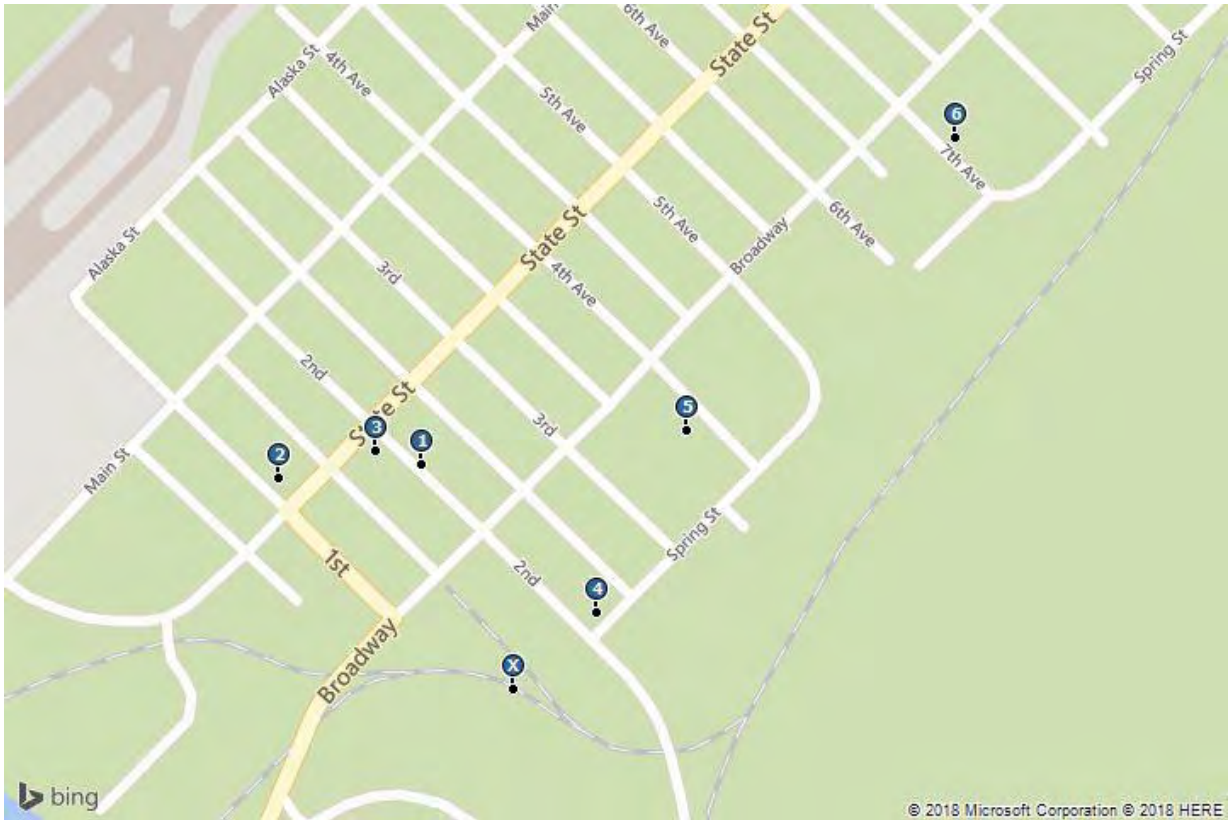 Main
6th Ave
State St
Spring St
Alaska St
4th Ave
5th Ave
6
7th Ave
5th Ave
6th Ave
Broadway
State St
Alaska St
3rd
4th Ave
2nd
State St
5
3
1
3rd
2
Main St
Spring St
1st
2nd
4
Broadway
X
bing
© 2018 Microsoft Corporation © 2018 HERE